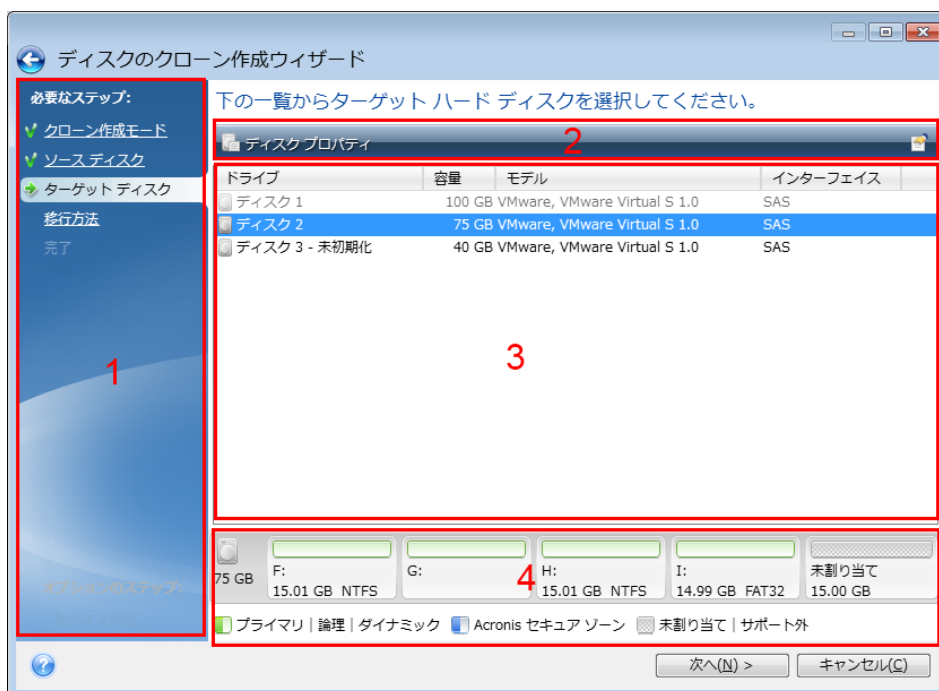 ディスクのクローン作成ウィザード
必要なステップ:
クローン作成モード
ソース ディスク
ターゲット ディスク
移行方法
完了
1
下の一覧からターゲット ハード ディスクを選択してください。
ディスク プロパティ
2
ドライブ 容量 モデル インターフェイス
ディスク 1 100 GB VMware, VMware Virtual S 1.0 SAS
ディスク 2 75 GB VMware, VMware Virtual S 1.0 SAS
ディスク 3 - 未初期化 40 GB VMware, VMware Virtual S 1.0 SAS
3
75 GB
F:
15.01 GB NTFS
G:
4
H:
15.01 GB NTFS
I:
14.99 GB FAT32
未割り当て
15.00 GB
プライマリ | 論理 | ダイナミック Acronis セキュア ゾーン 未割り当て | サポート外
次へ(N) > キャンセル(C)